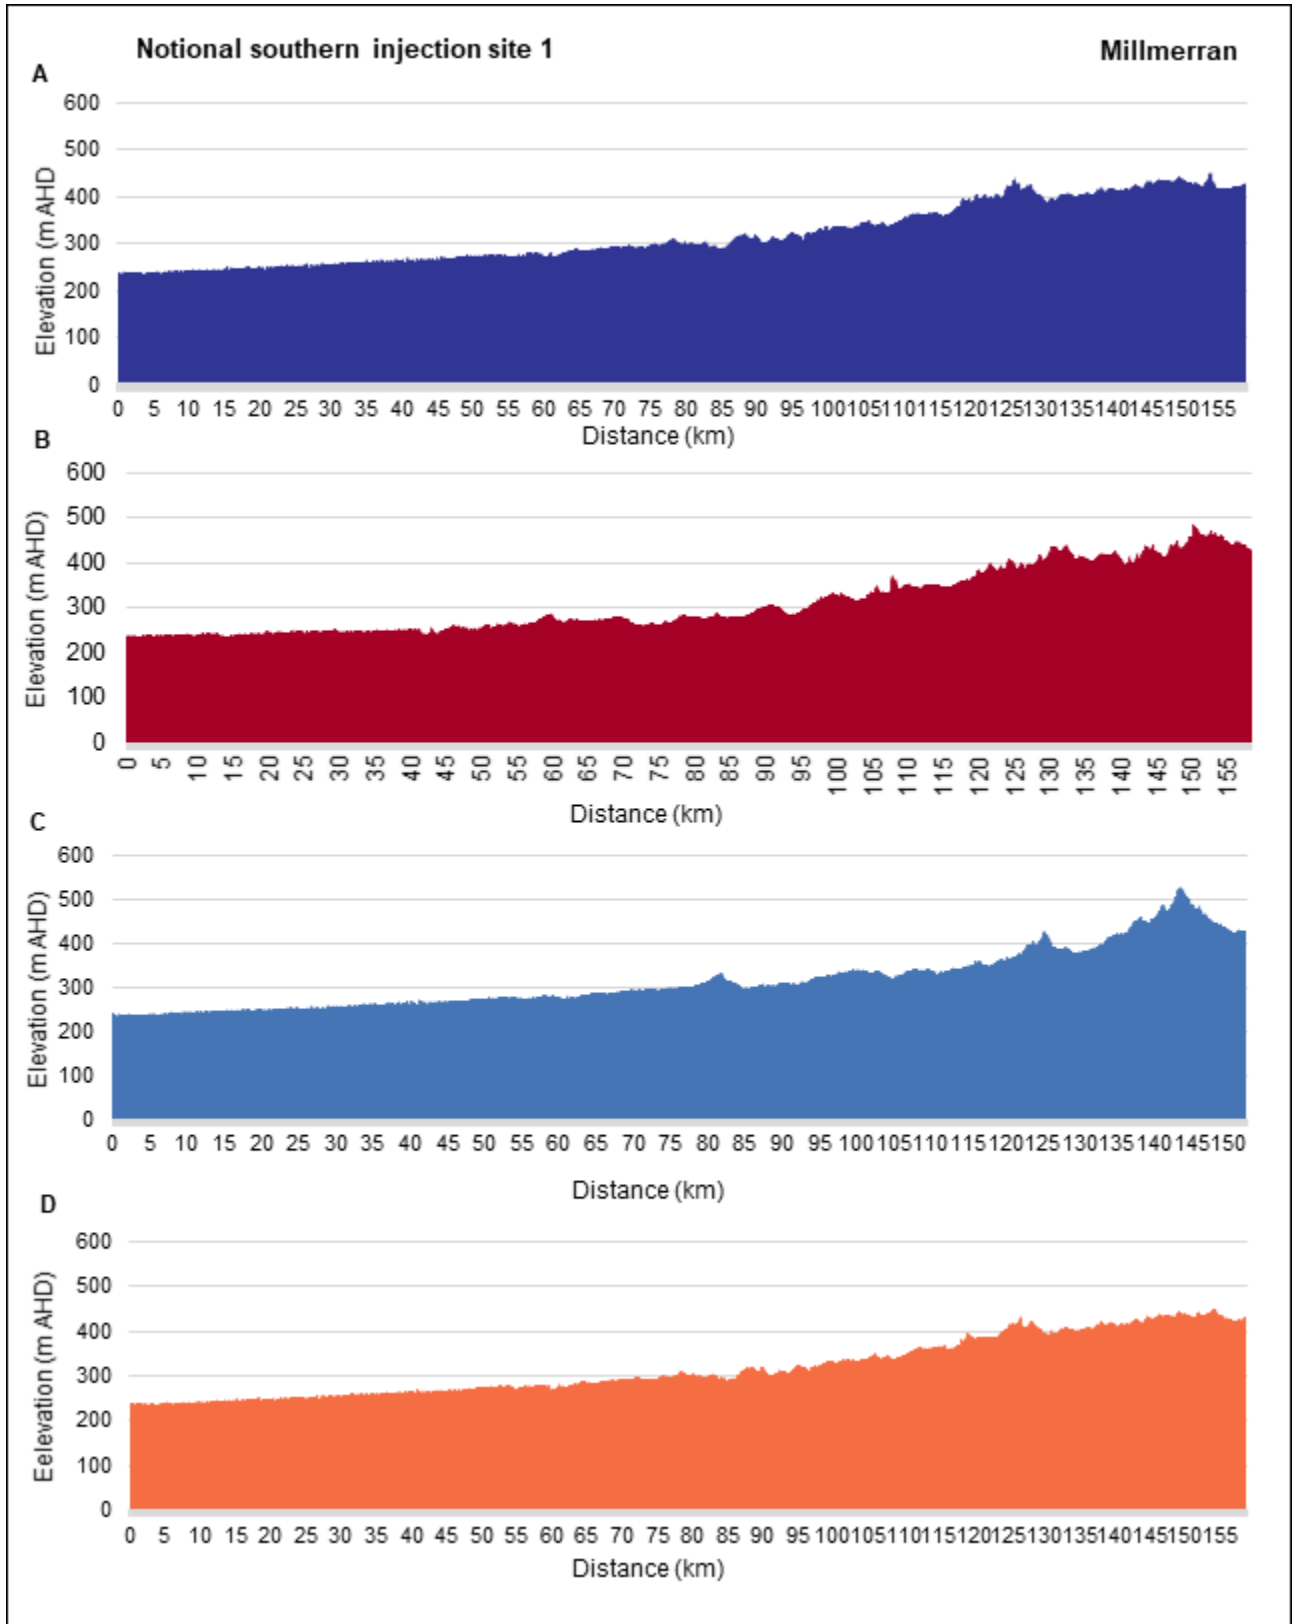 Notional southern injection site 1 Millmerran
A
600
500
400
300
200
100
0
Elevation (m AHD
0 5 10 15 20 25 30 35 40 45 50 55 60 65 70 75 80 85 90 95 100105110115120125130135140145150155
Distance (km)
B
600
500
400
300
200
100
0
Elevation (m AHD)
0 5 10 15 20 25 30 35 40 45 50 55 60 65 70 75 80 85 90 95 100 105 110 115 120 125 130 135 140 145 150 155
Distance (km)
C
600
500
400
300
200
100
0
Elevation (m AHD)
0 5 10 15 20 25 30 35 40 45 50 55 60 65 70 75 80 85 90 95 100105110115120125130135140145150
Distance (km)
D
600
500
400
300
200
100
0
Eelevation (m AHD)
0 5 10 15 20 25 30 35 40 45 50 55 60 65 70 75 80 85 90 95 100105110115120125130135140145150155
Distance (km)